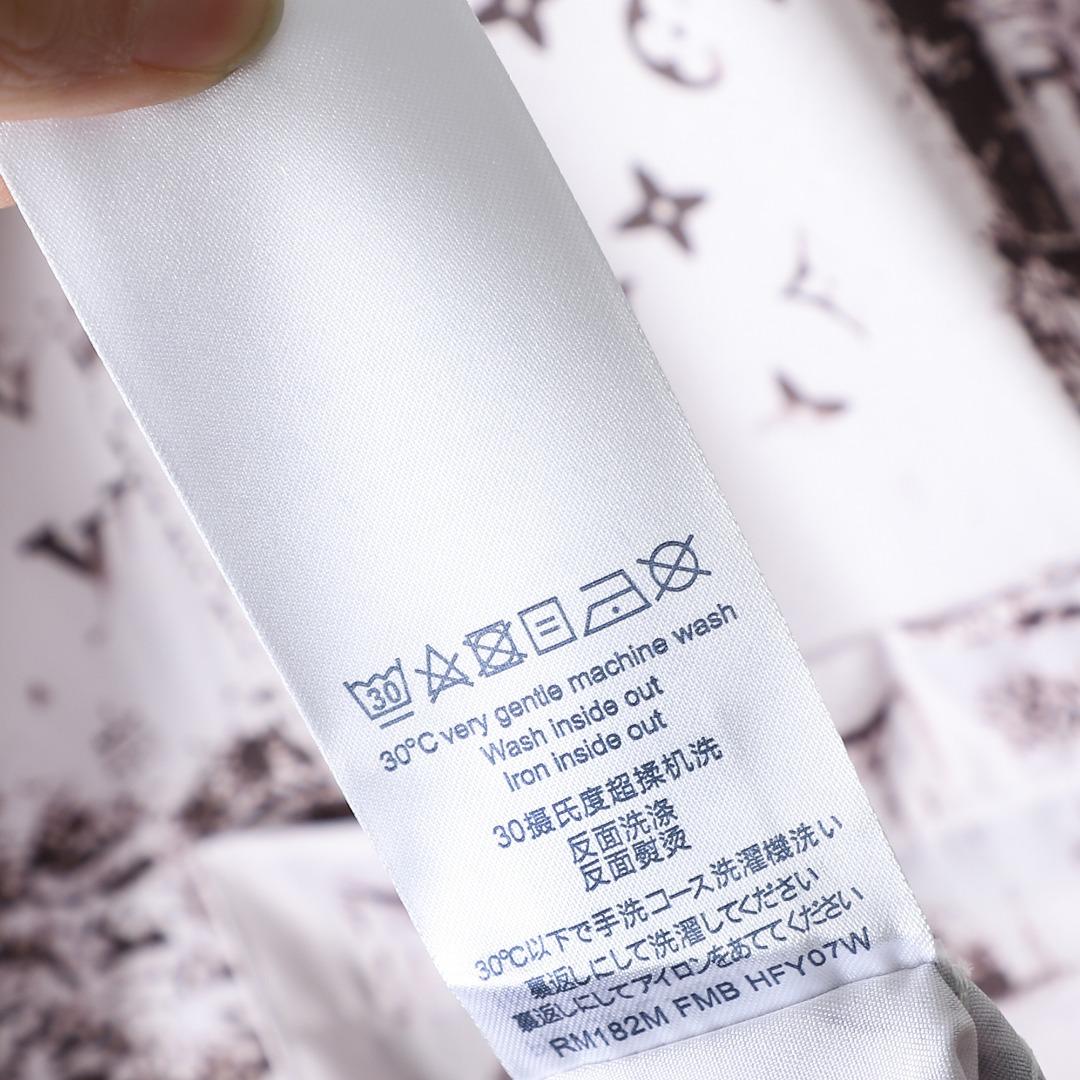 30
30°C very gentle machine wash
Wash inside out
Iron inside out
30摄氏度超揉机洗
反面洗涤
反面熨烫
30℃以下で手洗コース洗濯機洗い
裏返しにして洗濯してください
裏返しにしてアイロンをあててください
RM182M FMB HFY07W